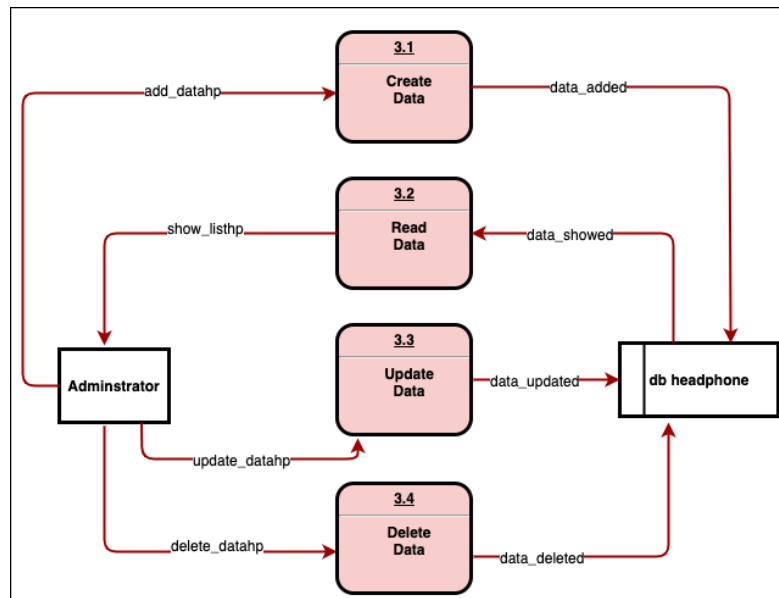 3.1
Create
Data
add_datahp
data_added
3.2
Read
Data
show_listhp
data_showed
3.3
Update
Data
Adminstrator
db headphone
data_updated
update_datahp
3.4
Delete
Data
delete_datahp
data_deleted